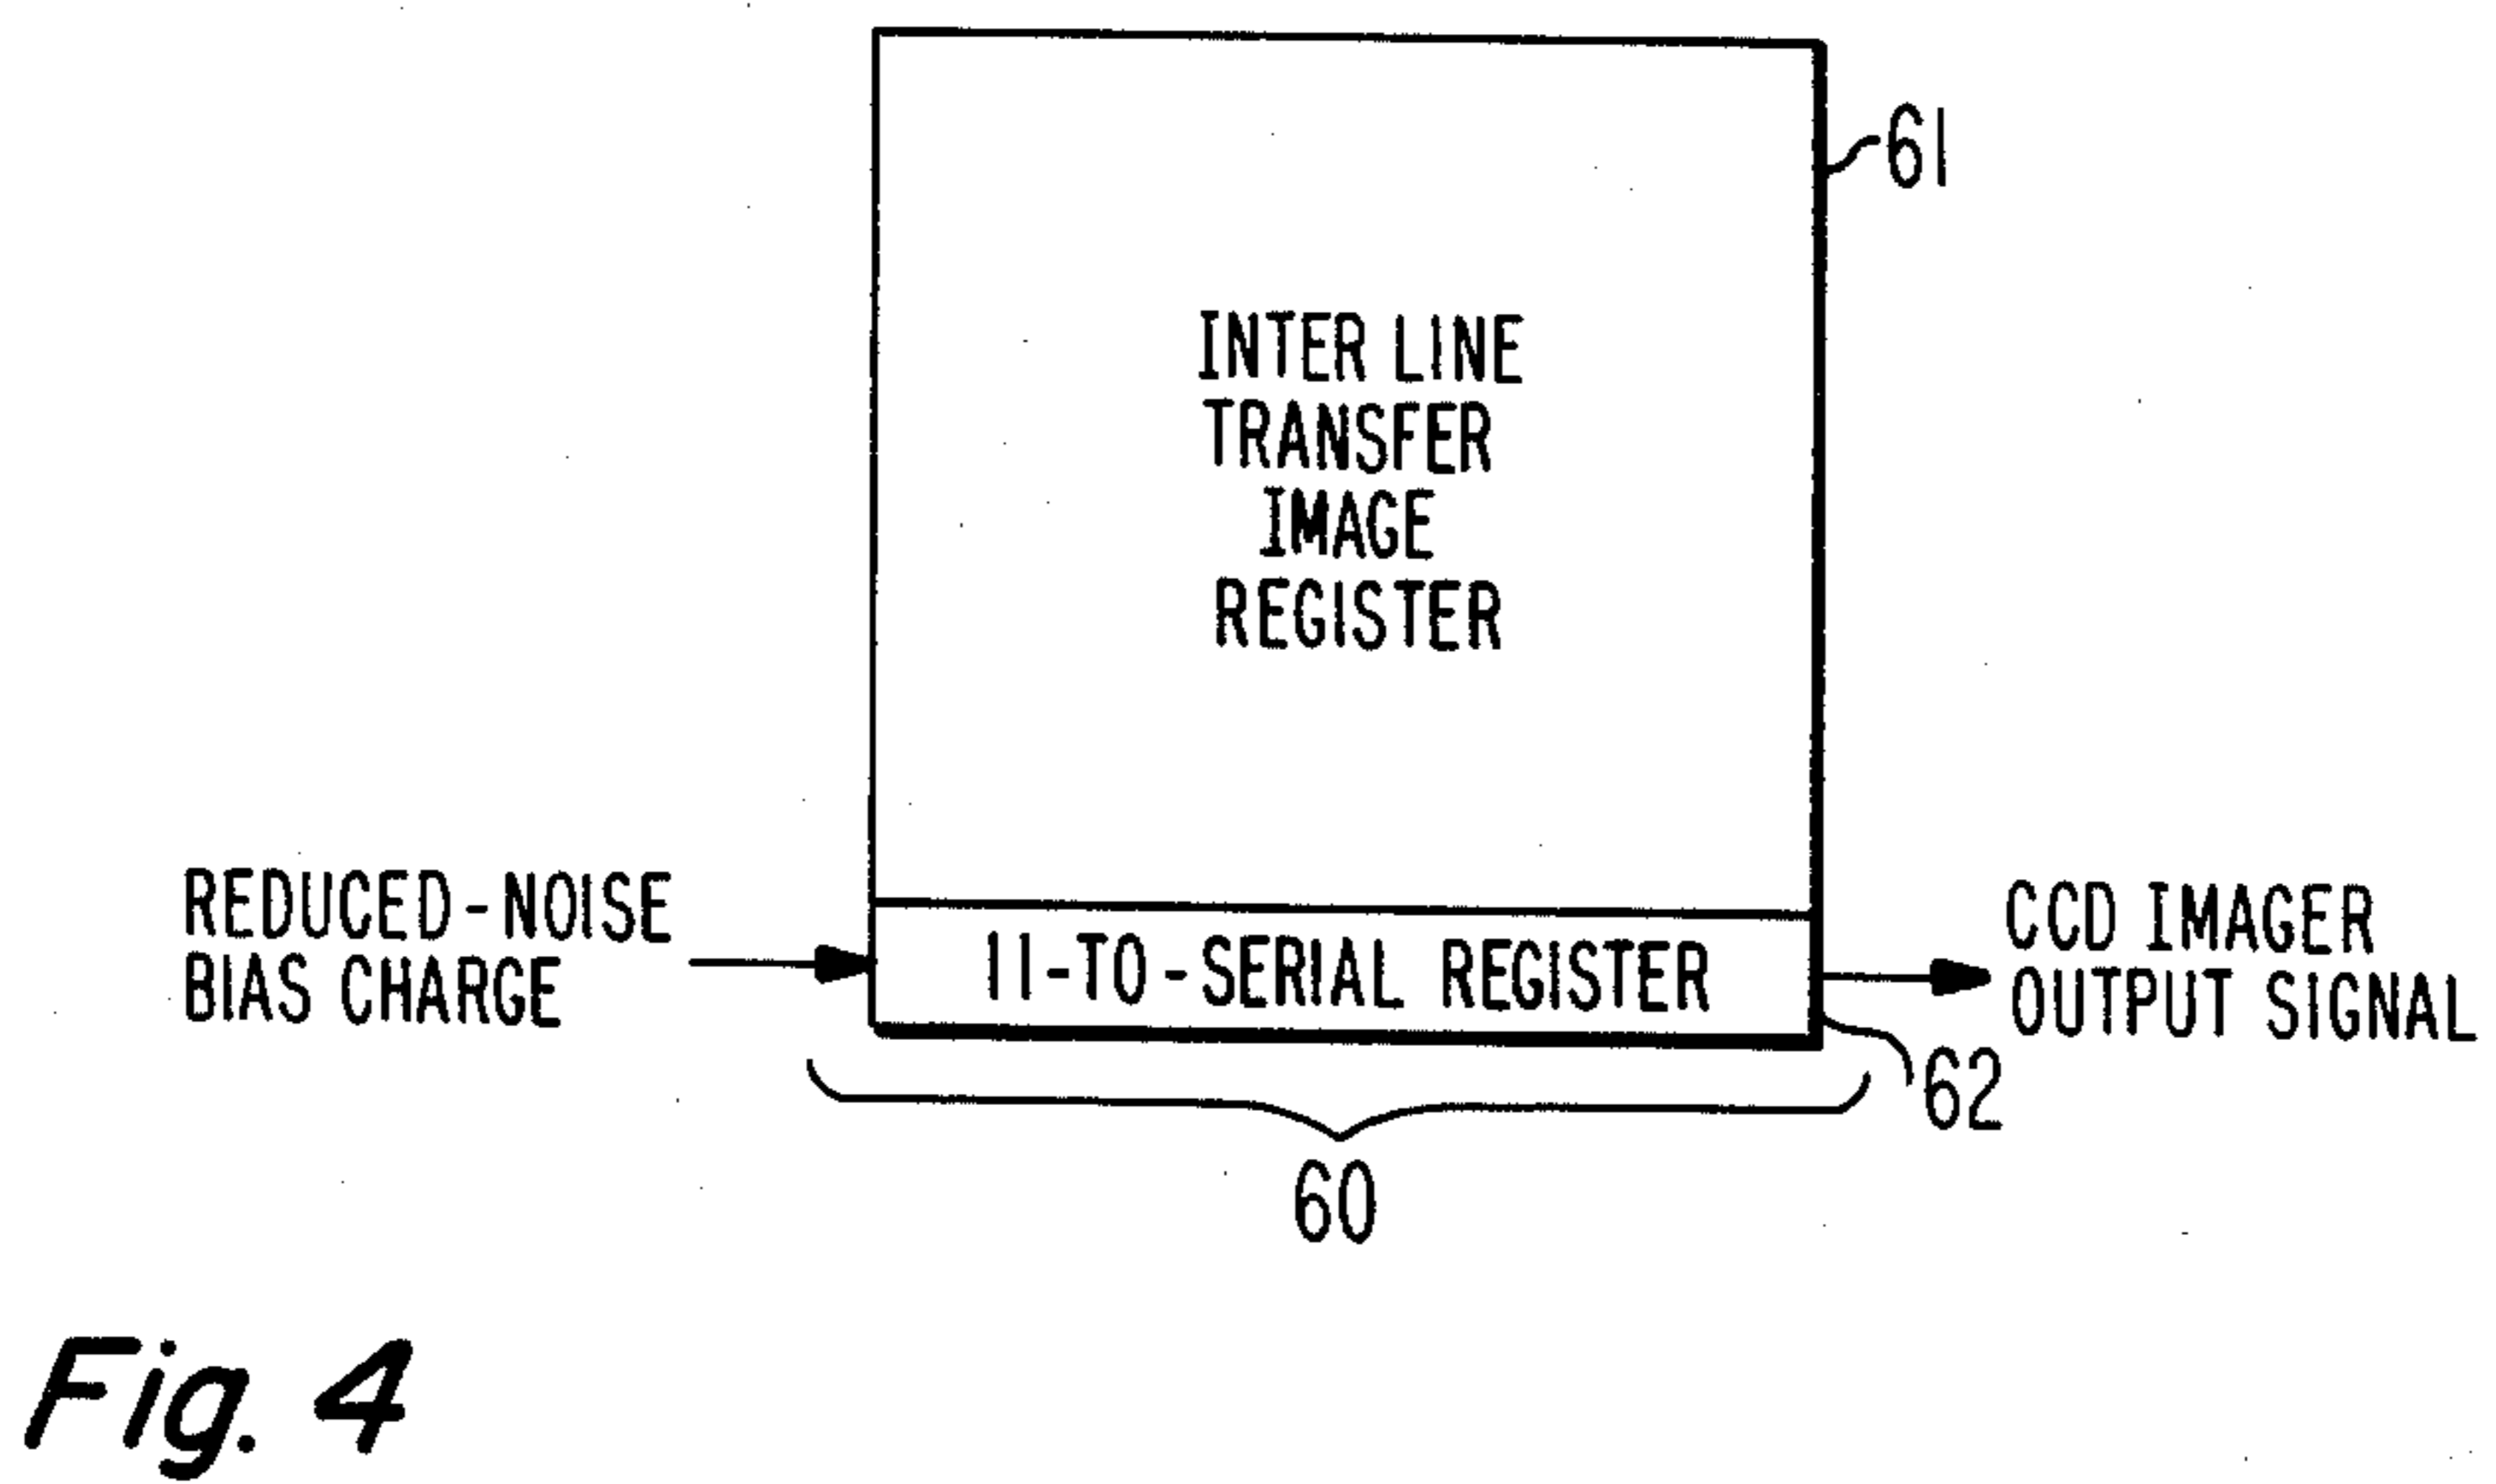 61
INTER LINE
TRANSFER
IMAGE
REGISTER
REDUCED-NOISE
BIAS CHARGE
11-TO-SERIAL REGISTER
CCD IMAGER
OUTPUT SIGNAL
62
60
Fig. 4